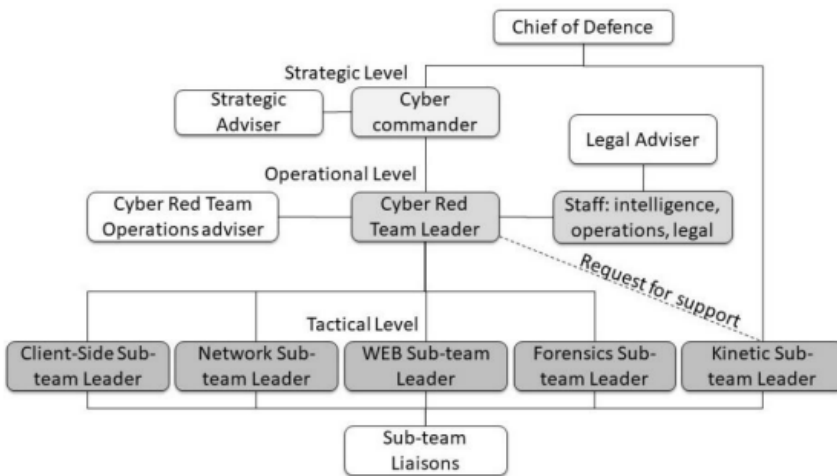 Chief of Defence
Strategic Level
Strategic
Adviser
Cyber
commander
Legal Adviser
Operational Level
Cyber Red Team
Operations adviser
Cyber Red
Team Leader
Staff: intelligence,
operations, legal
Request for support
Tactical Level
Client-Side Sub-
team Leader
Network Sub-
team Leader
WEB Sub-team
Leader
Forensics Sub-
team Leader
Kinetic Sub-
team Leader
Sub-team
Liaisons